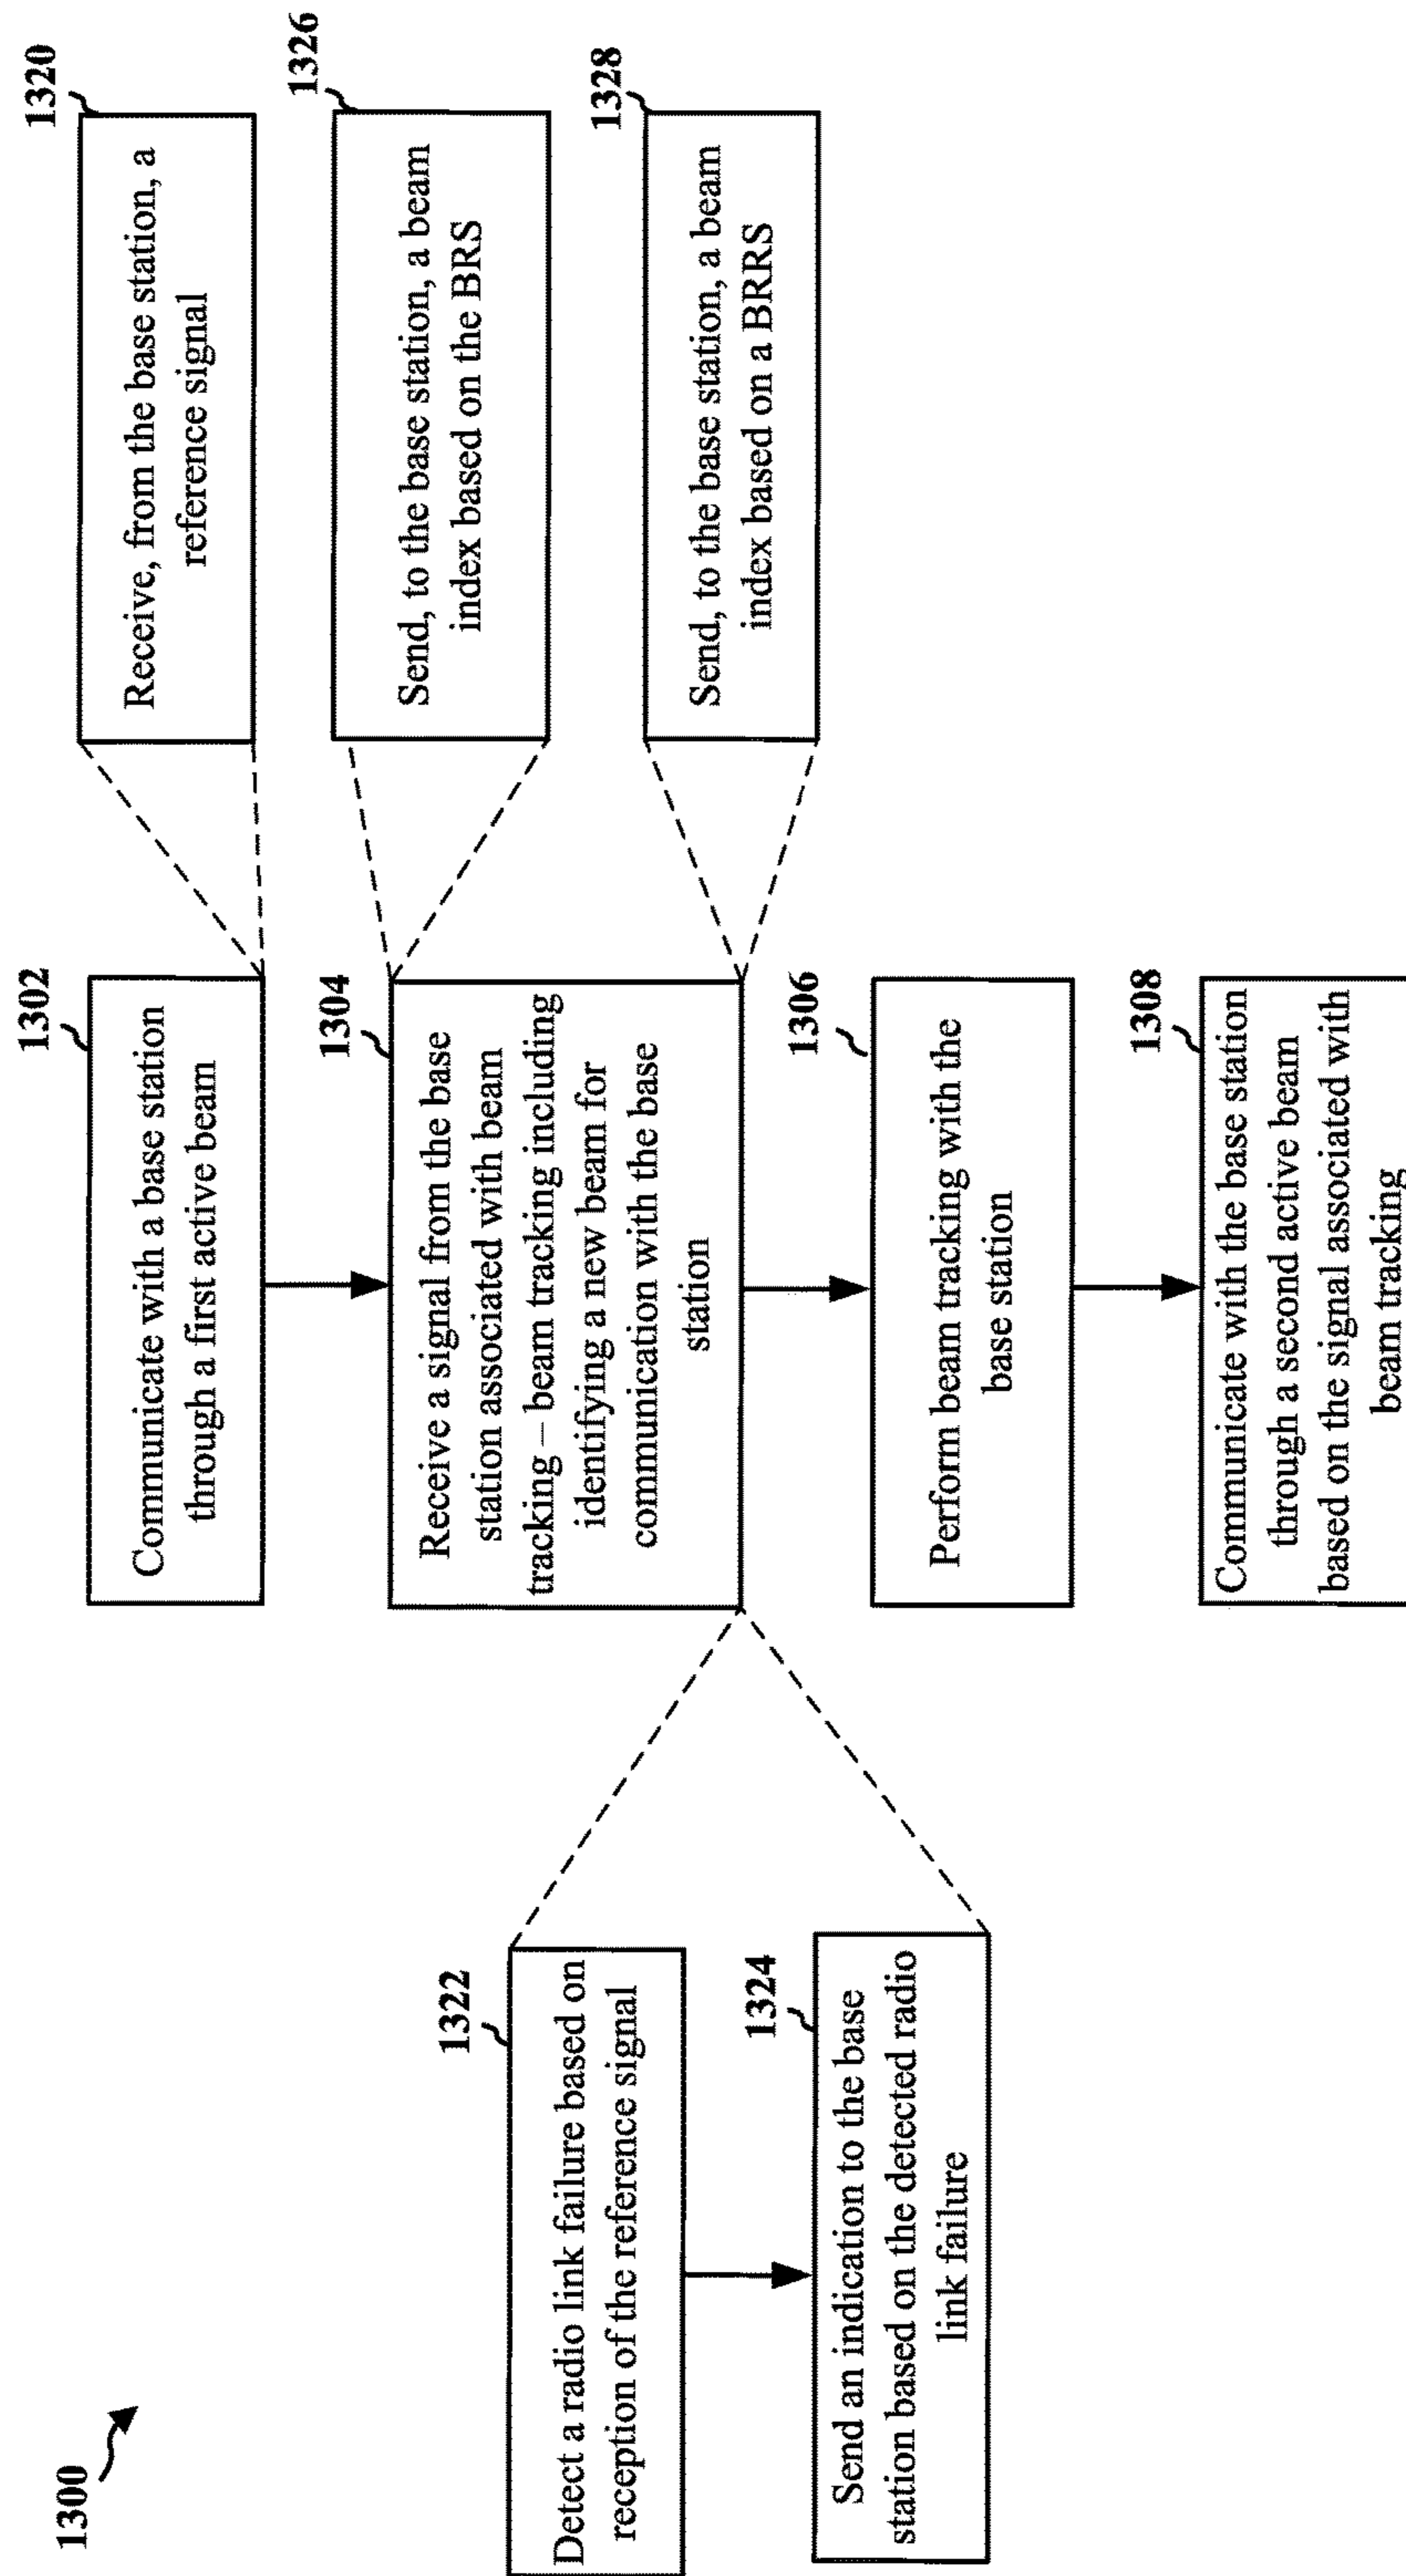 1300
1302
Communicate with a base station
through a first active beam
1320
Receive, from the base station, a
reference signal
1304
Receive a signal from the base
station associated with beam
tracking – beam tracking including
identifying a new beam for
communication with the base
station
1326
Send, to the base station, a beam
index based on the BRS
1328
Send, to the base station, a beam
index based on a BRRS
1322
Detect a radio link failure based on
reception of the reference signal
1324
Send an indication to the base
station based on the detected radio
link failure
1306
Perform beam tracking with the
base station
1308
Communicate with the base station
through a second active beam
based on the signal associated with
beam tracking